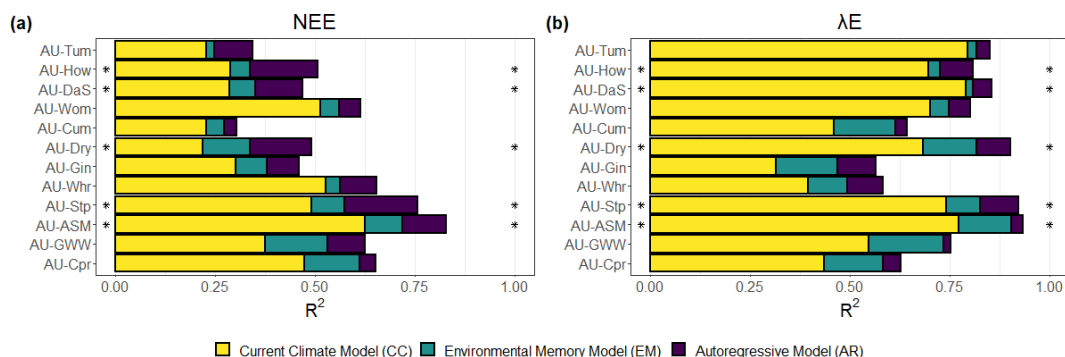 (a)
NEE
AU-Tum
AU-How
AU-DaS
AU-Wom
AU-Cum
AU-Dry
AU-Gin
AU-Whr
AU-Stp
AU-ASM
AU-GWW
AU-Cpr
* *
* *
* *
* *
* *
0.00 0.25 0.50 0.75 1.00
R²
(b)
λE
AU-Tum
AU-How
AU-DaS
AU-Wom
AU-Cum
AU-Dry
AU-Gin
AU-Whr
AU-Stp
AU-ASM
AU-GWW
AU-Cpr
* *
* *
* *
* *
* *
0.00 0.25 0.50 0.75 1.00
R²
Current Climate Model (CC) Environmental Memory Model (EM) Autoregressive Model (AR)